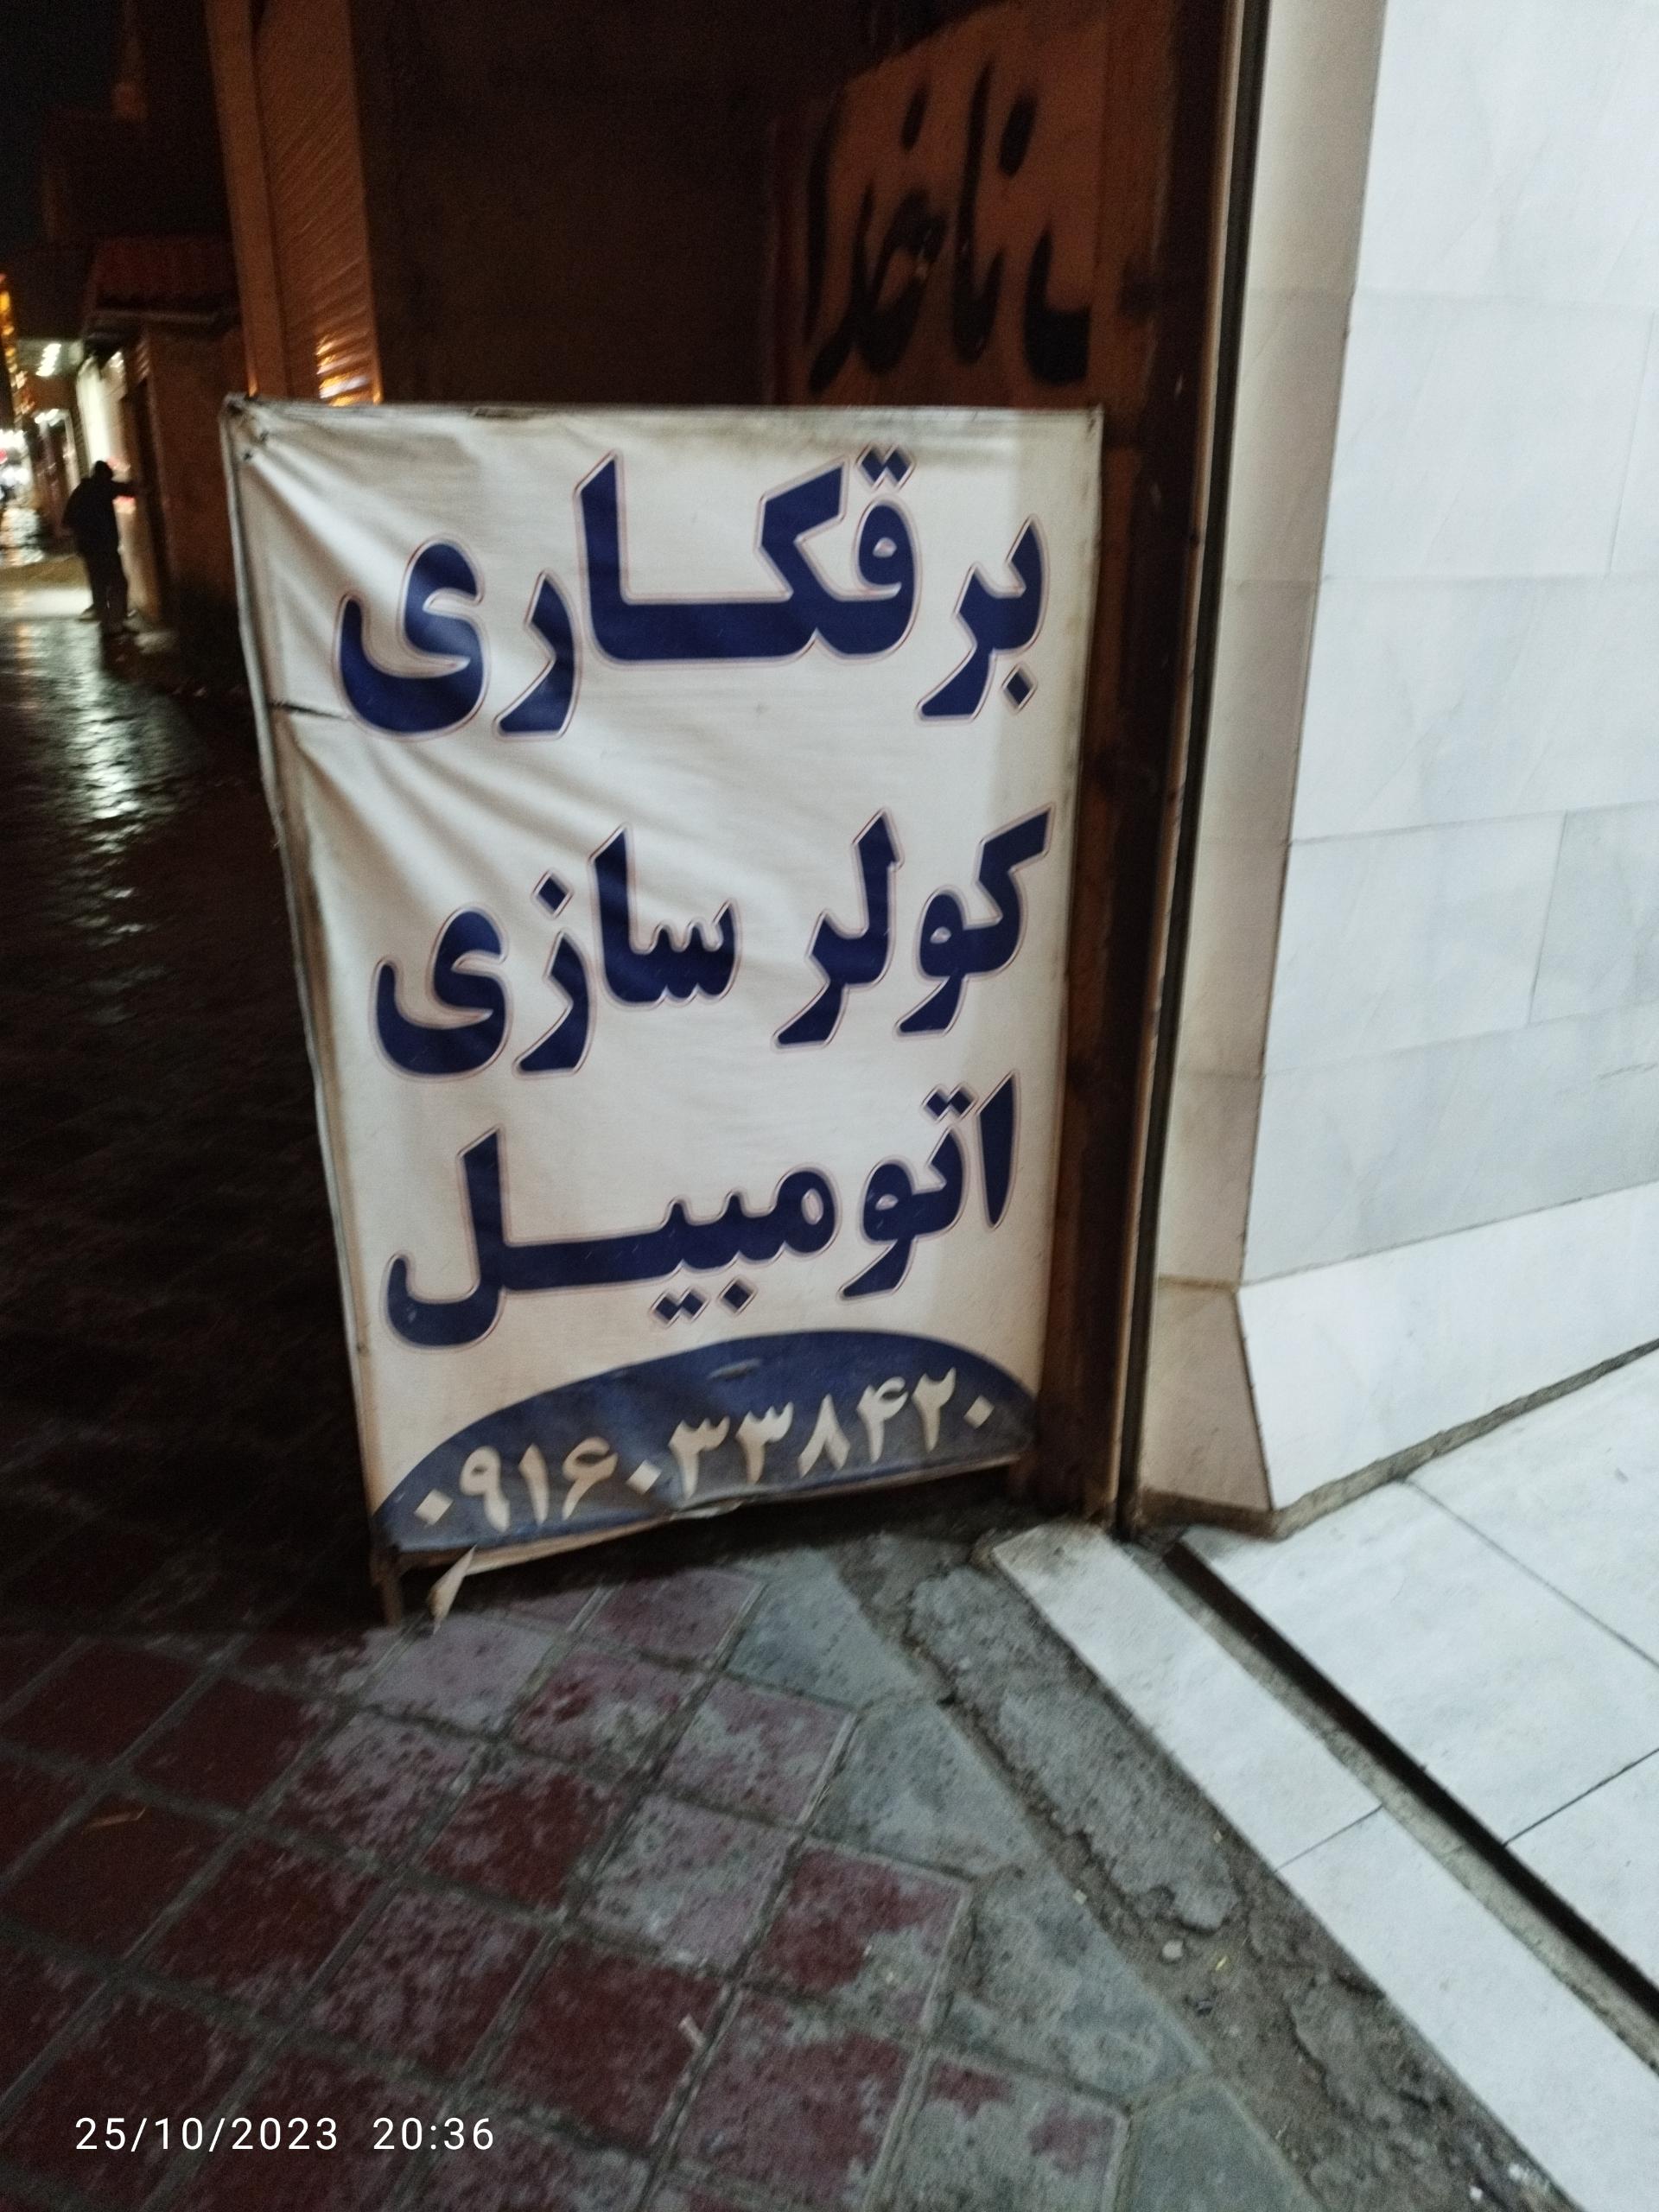 برقکاری
کولر سازی
اتومبیل
۰۹۱۶۰۳۳۸۴۲۰
25/10/2023 20:36